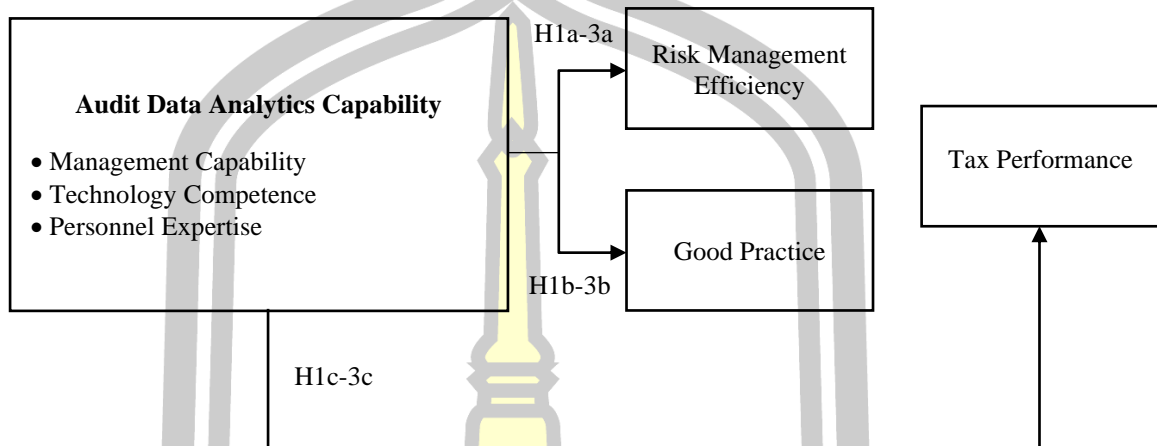 Audit Data Analytics Capability
• Management Capability
• Technology Competence
• Personnel Expertise
H1a-3a
Risk Management
Efficiency
H1b-3b
Good Practice
Tax Performance
H1c-3c